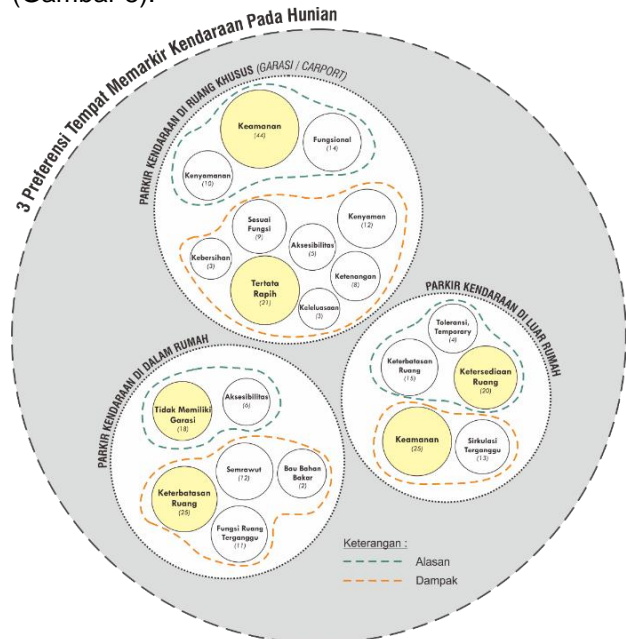 (Gambar 3).
3 Preferensi Tempat Memarkir Kendaraan Pada Hunian
PARKIR KENDARAAN DI RUANG KHUSUS (GARASI / CARPORT)
Keamanan
(44)
Fungsional
(14)
Kenyamanan
(10)
Sesuai
Fungsi
(9)
Kenyaman
(12)
Aksesibilitas
(5)
Kebersihan
(3)
Ketenangan
(8)
Tertata
Rapih
(21)
Keleluasaan
(3)
PARKIR KENDARAAN DI LUAR RUMAH
Toleransi,
Temporary
(4)
Keterbatasan
Ruang
(15)
Ketersediaan
Ruang
(20)
Keamanan
(25)
Sirkulasi
Terganggu
(13)
PARKIR KENDARAAN DI DALAM RUMAH
Tidak Memiliki
Garasi
(18)
Aksesibilitas
(6)
Semrawut
(12)
Bau Bahan
Bakar
(2)
Keterbatasan
Ruang
(25)
Fungsi Ruang
Terganggu
(11)
Keterangan :
Alasan
Dampak